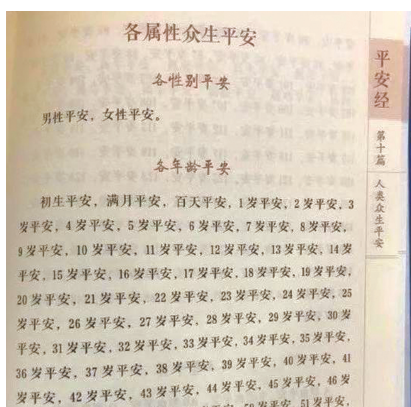 各属性众生平安
各性别平安
男性平安，女性平安。
各年龄平安
初生平安，满月平安，百天平安，1岁平安，2岁平安，3
岁平安，4岁平安，5岁平安，6岁平安，7岁平安，8岁平安，
9岁平安，10岁平安，11岁平安，12岁平安，13岁平安，14岁
平安，15岁平安，16岁平安，17岁平安，18岁平安，19岁平安，
20岁平安，21岁平安，22岁平安，23岁平安，24岁平安，25
岁平安，26岁平安，27岁平安，28岁平安，29岁平安，30岁
平安，31岁平安，32岁平安，33岁平安，34岁平安，35岁平安，
36岁平安，37岁平安，38岁平安，39岁平安，40岁平安，41
岁平安，42岁平安，43岁平安，44岁平安，45岁平安，46岁
50岁平安，51岁平安，
平安经
第十篇
人类众生平安